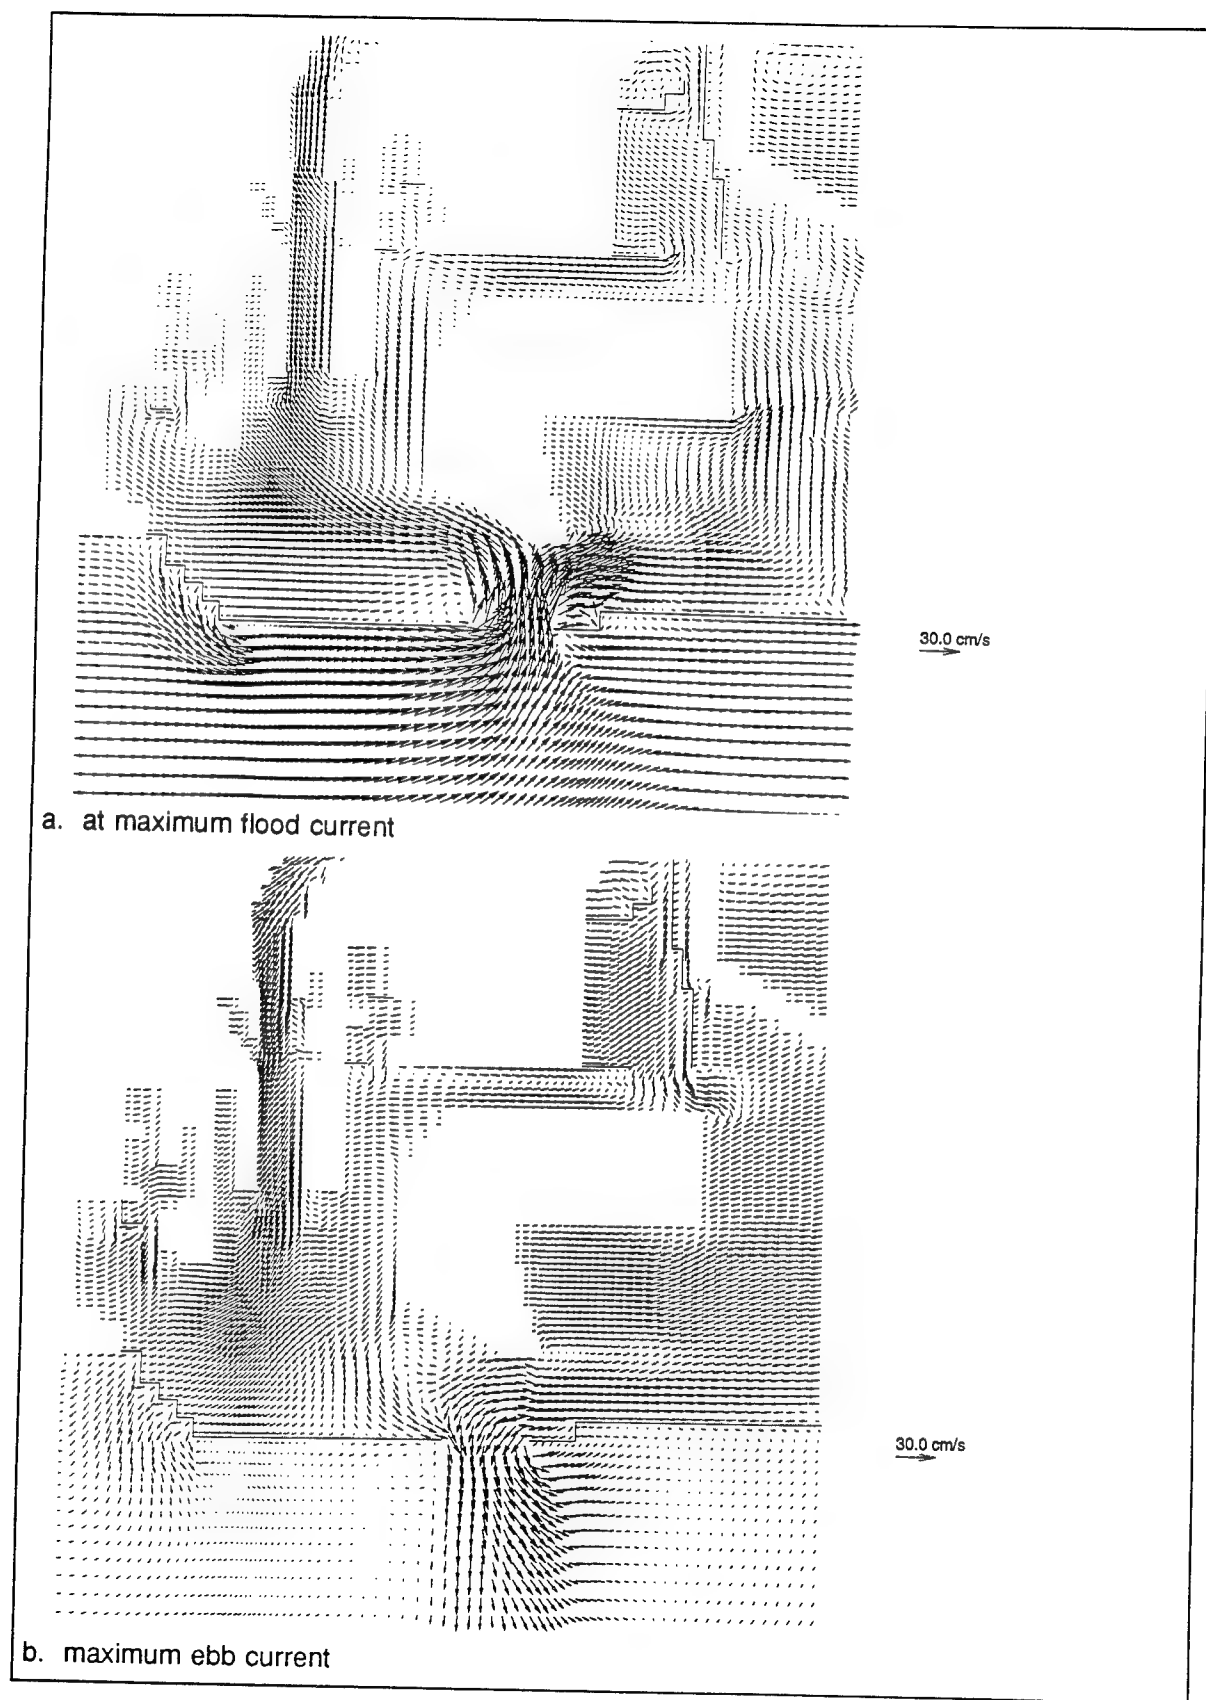 30.0 cm/s
a. at maximum flood current
30.0 cm/s
b. maximum ebb current